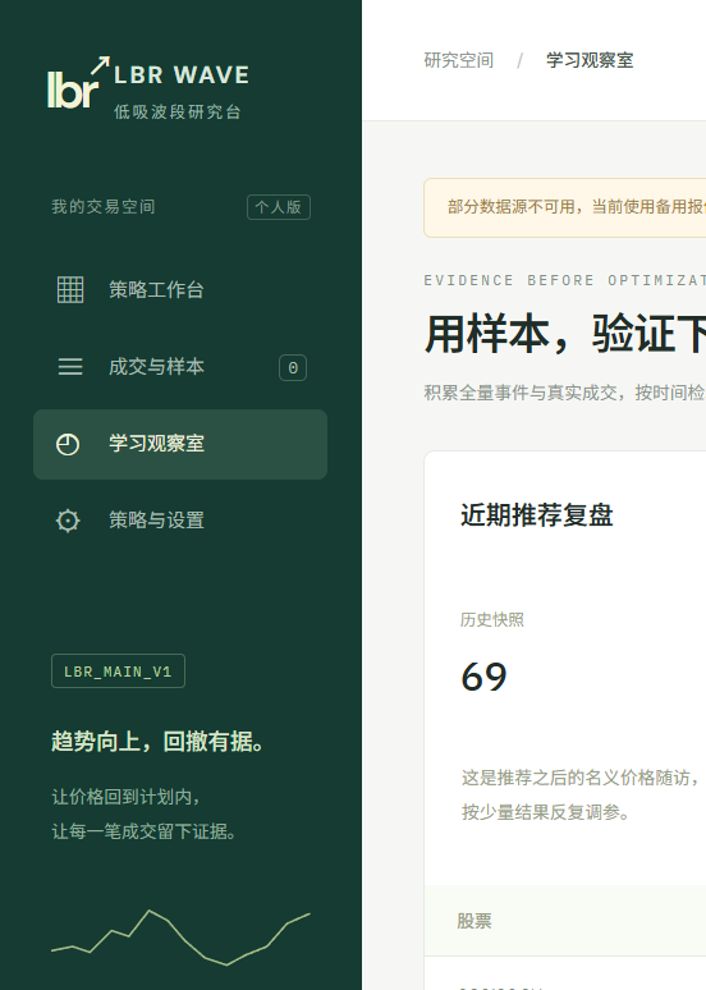 lbr
LBR WAVE
低吸波段研究台
我的交易空间
个人版
策略工作台
成交与样本
0
学习观察室
策略与设置
LBR_MAIN_V1
趋势向上，回撤有据。
让价格回到计划内，
让每一笔成交留下证据。
研究空间 / 学习观察室
部分数据源不可用，当前使用备用报
EVIDENCE BEFORE OPTIMIZAT
用样本，验证下
积累全量事件与真实成交，按时间检
近期推荐复盘
历史快照
69
这是推荐之后的名义价格随访，
按少量结果反复调参。
股票